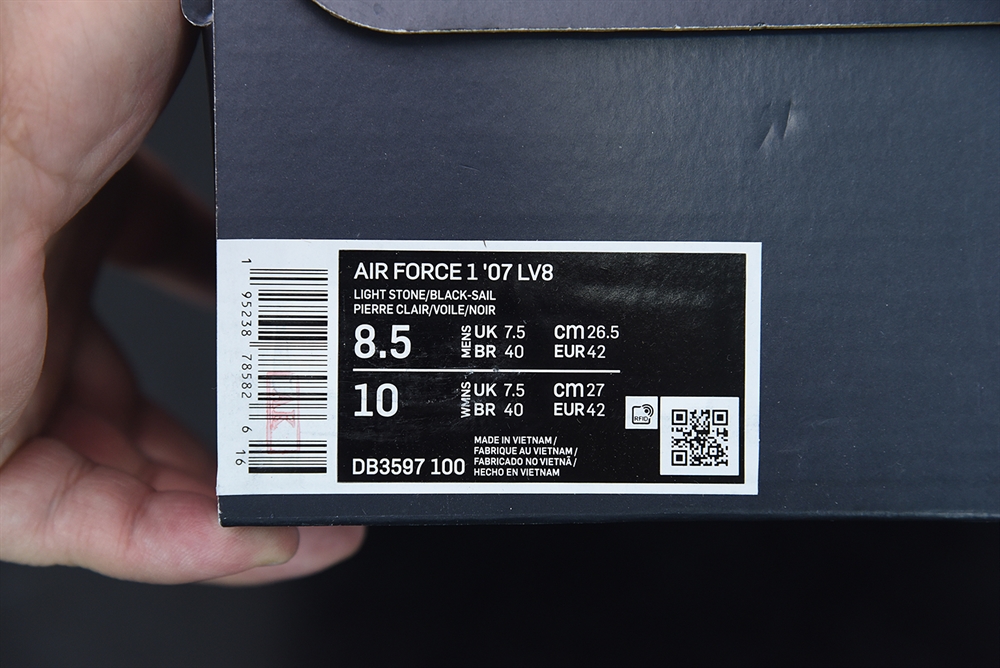 AIR FORCE 1 '07 LV8
LIGHT STONE/BLACK-SAIL
PIERRE CLAIR/VOILE/NOIR
8.5 MENS UK 7.5 cm 26.5
BR 40 EUR 42
10 WMNS UK 7.5 cm 27
BR 40 EUR 42
RFID
DB3597 100
MADE IN VIETNAM /
FABRIQUE AU VIETNAM /
FABRICADO NO VIETNÃ /
HECHO EN VIETNAM
1 95238 78582 6 16